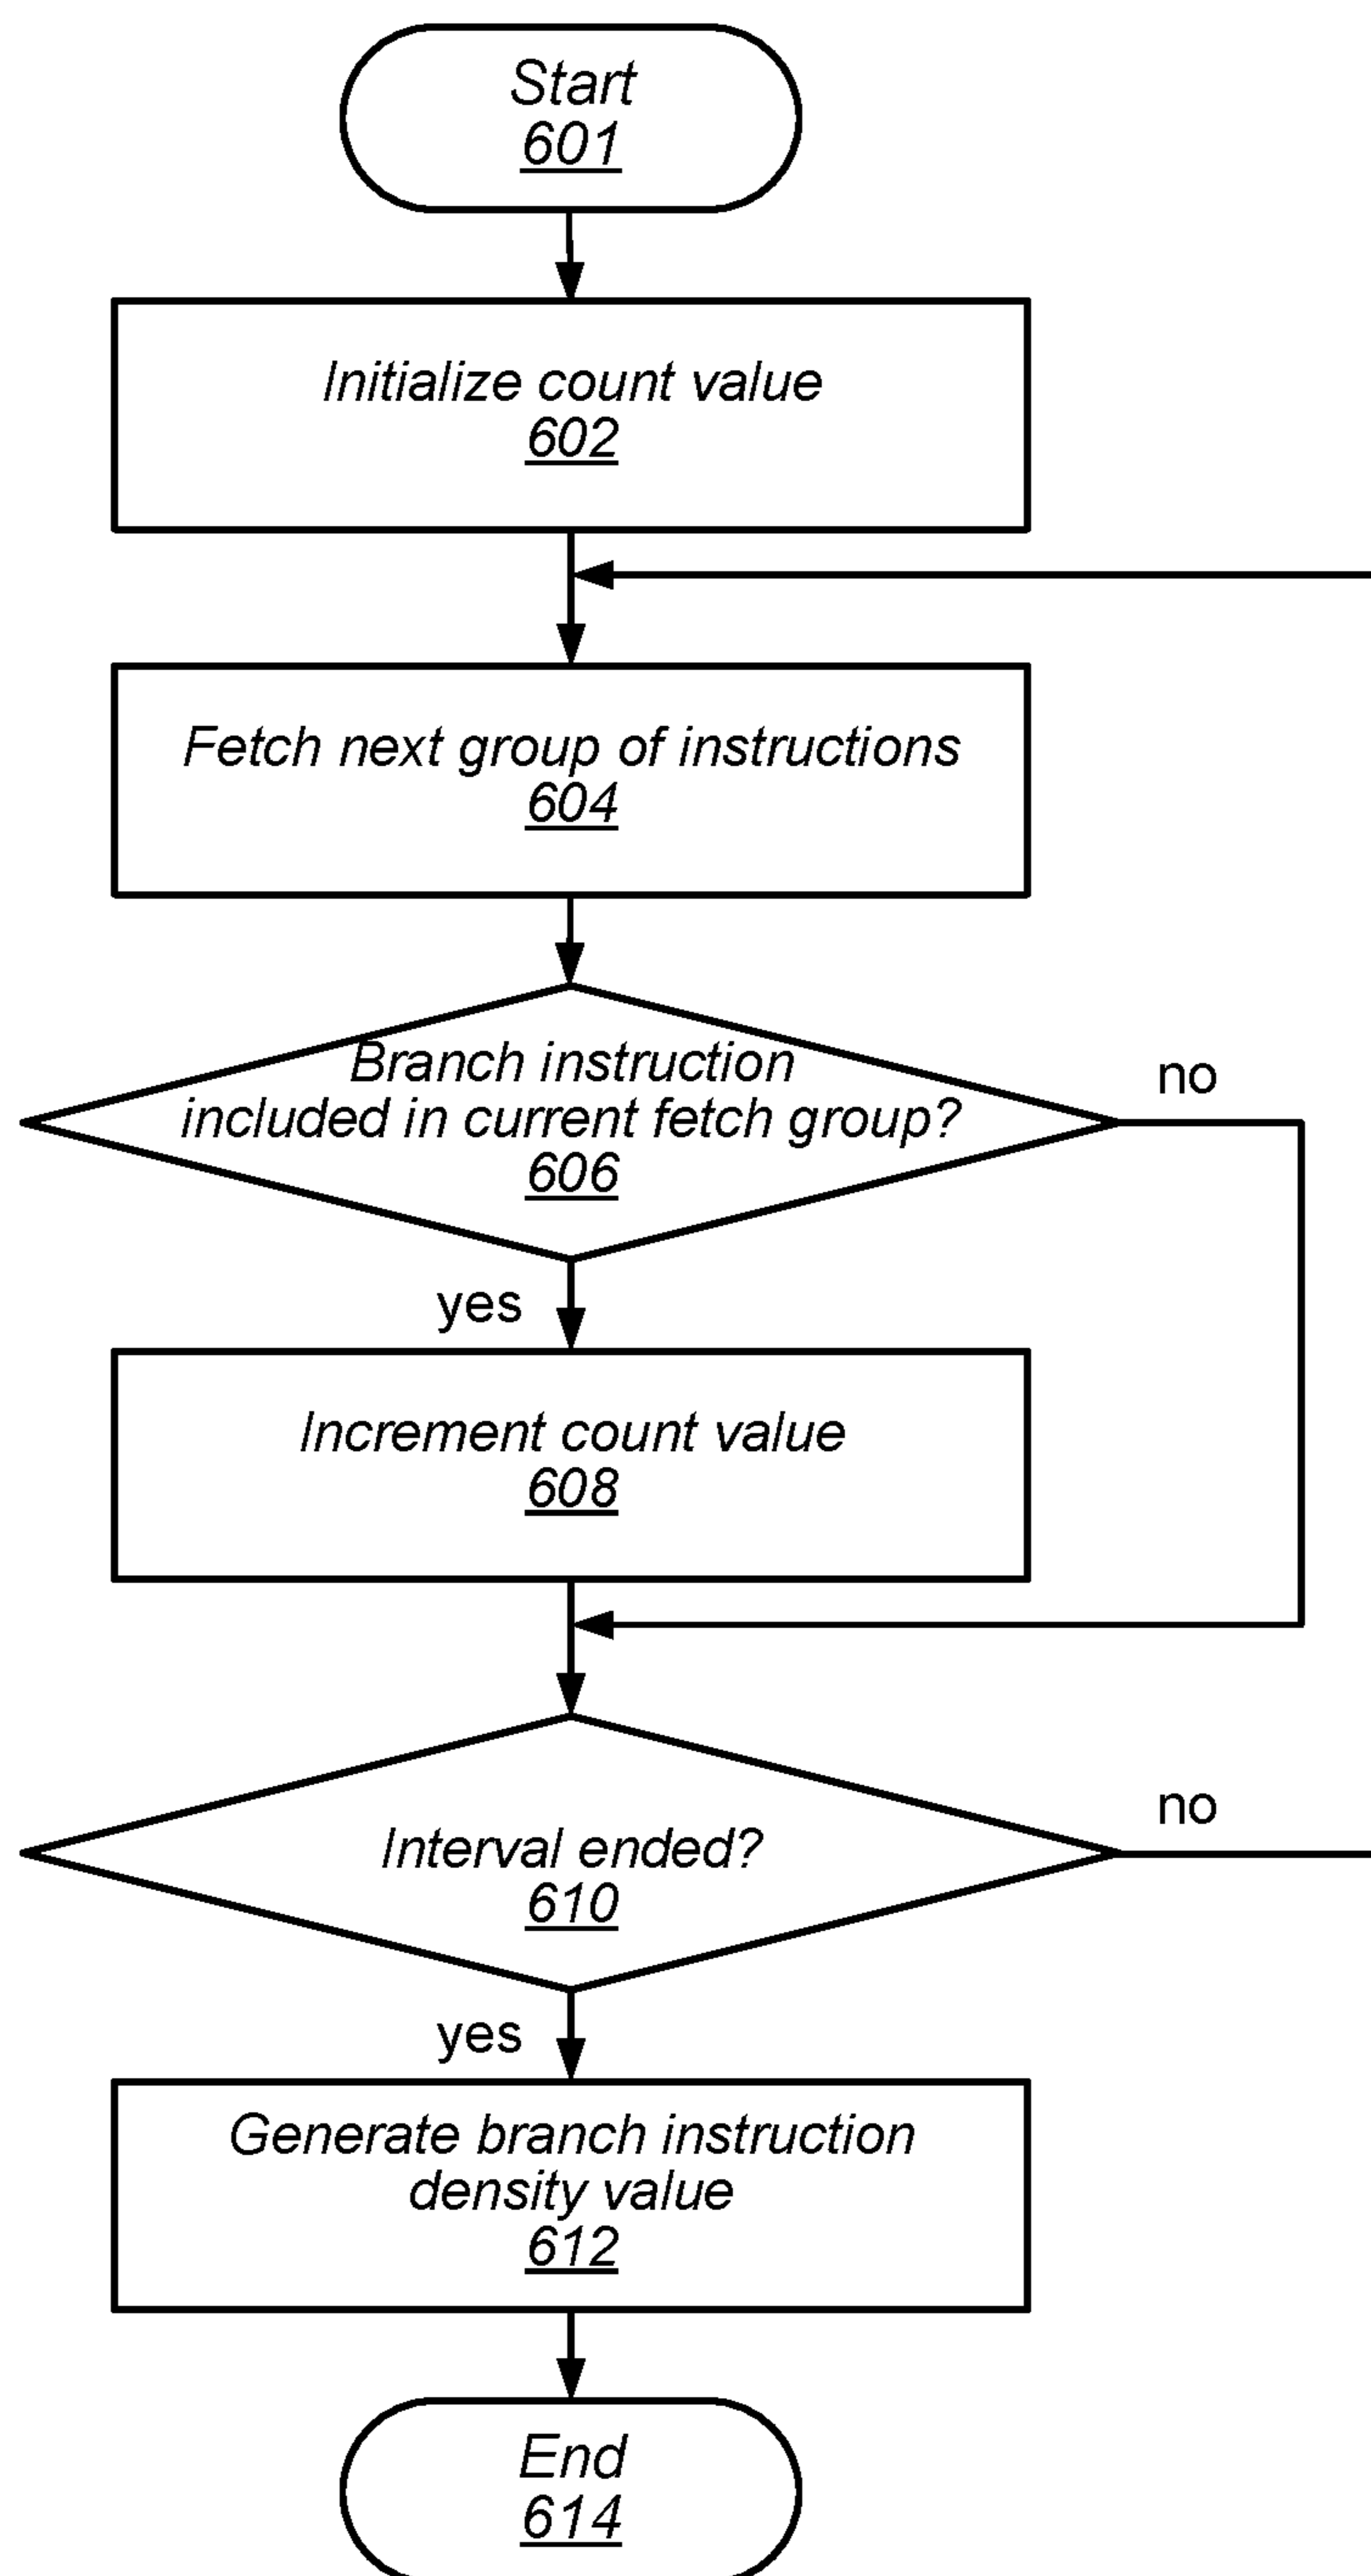 Start
601
Initialize count value
602
Fetch next group of instructions
604
Branch instruction
included in current fetch group?
606
no
yes
Increment count value
608
Interval ended?
610
no
yes
Generate branch instruction
density value
612
End
614